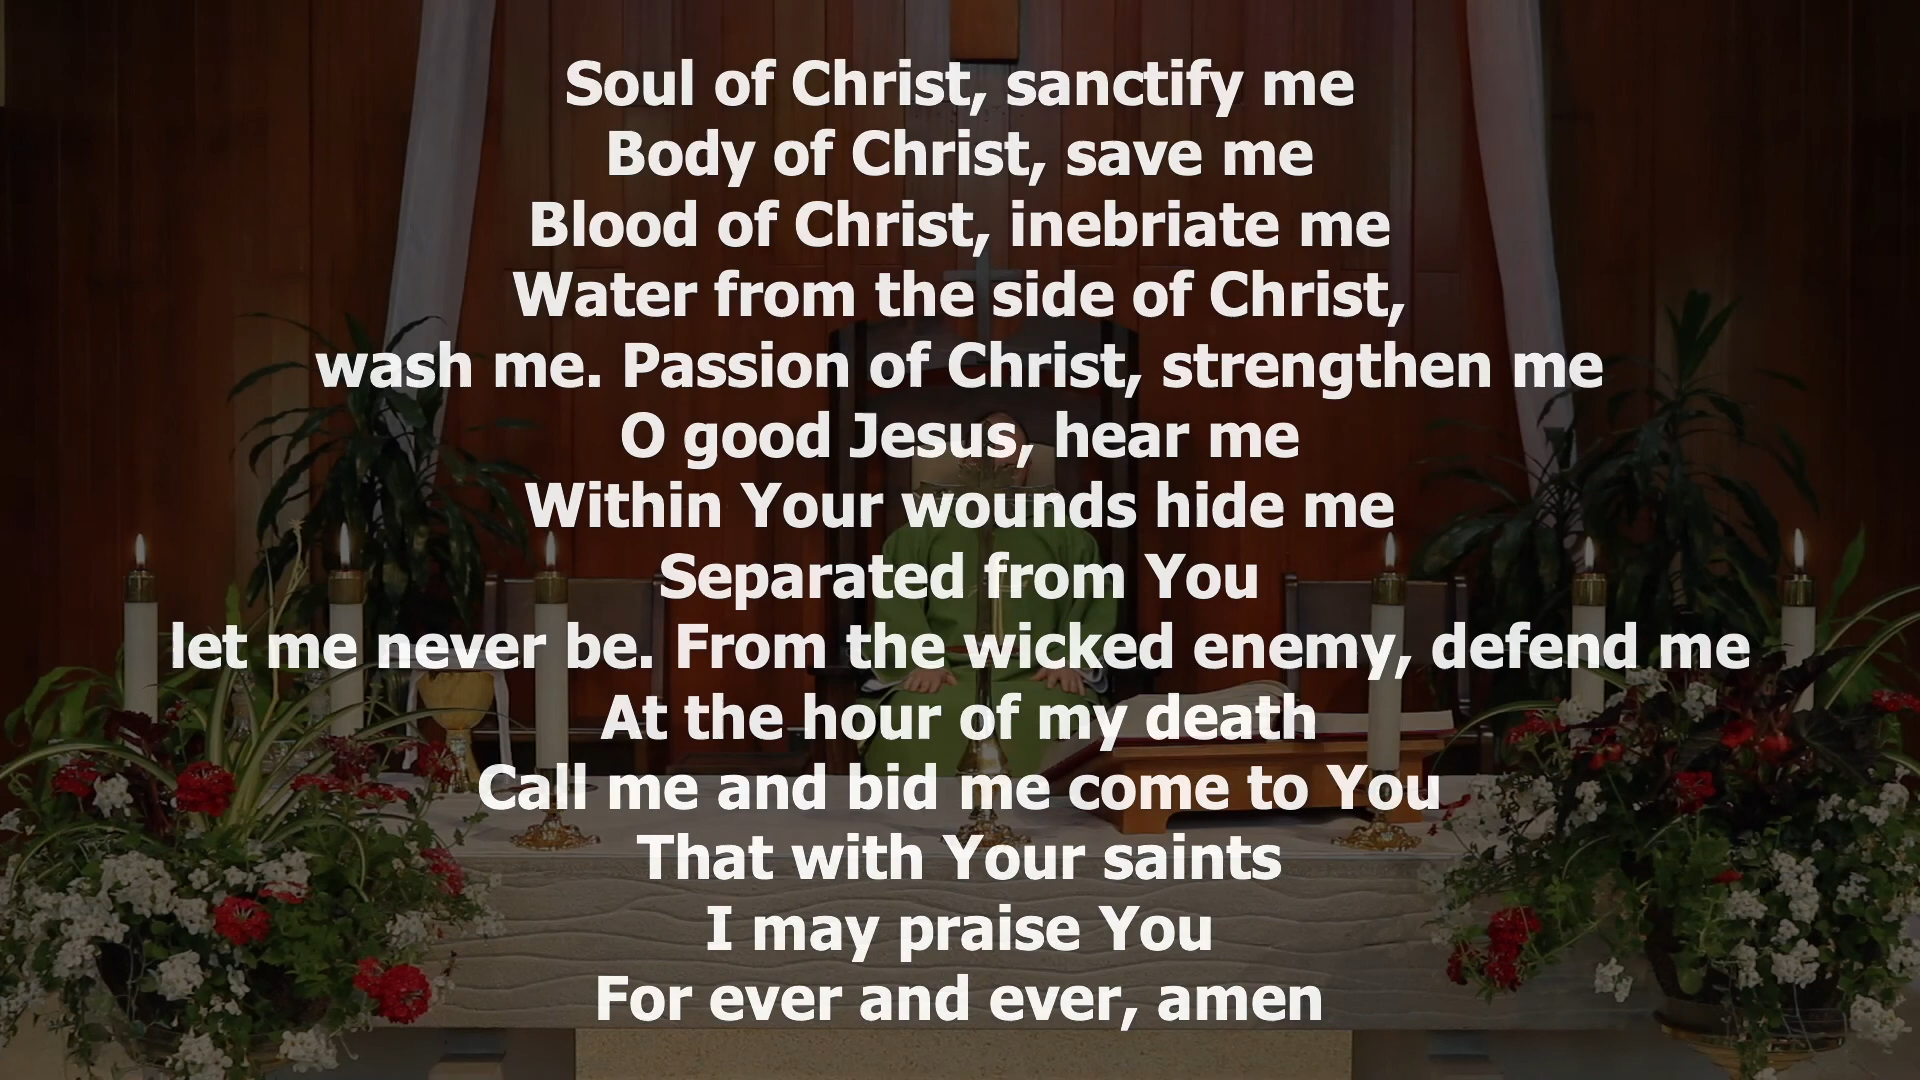 Soul of Christ, sanctify me
Body of Christ, save me
Blood of Christ, inebriate me
Water from the side of Christ,
wash me. Passion of Christ, strengthen me
O good Jesus, hear me
Within Your wounds hide me
Separated from You
let me never be. From the wicked enemy, defend me
At the hour of my death
Call me and bid me come to You
That with Your saints
I may praise You
For ever and ever, amen